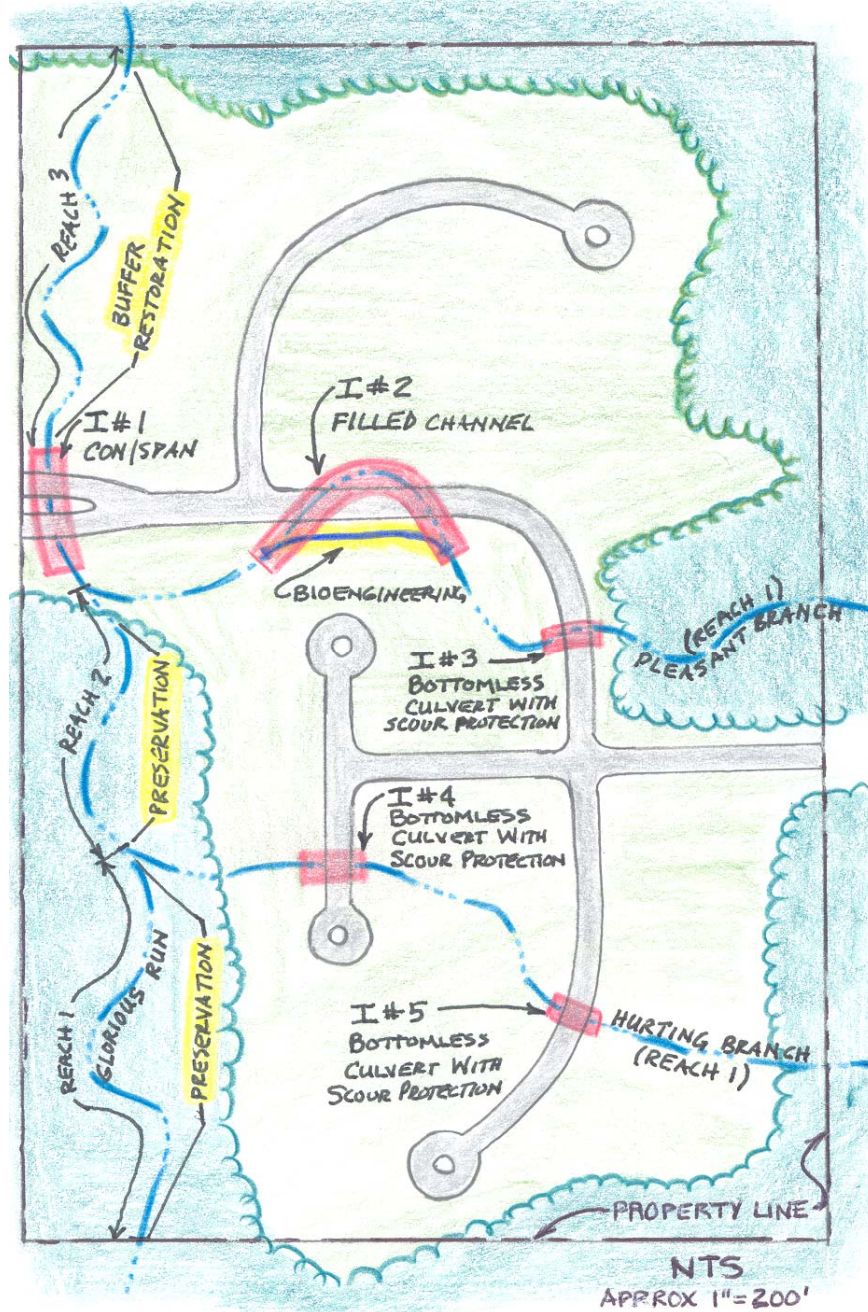 REACH 3
BUFFER
RESTORATION
I#1
CON/SPAN
I#2
FILLED CHANNEL
BIOENGINEERING
(REACH 1)
PLEASANT BRANCH
I#3
BOTTOMLESS
CULVERT WITH
SCOUR PROTECTION
REACH 2
PRESERVATION
I#4
BOTTOMLESS
CULVERT WITH
SCOUR PROTECTION
REACH 1
GLORIOUS RUN
PRESERVATION
I#5
BOTTOMLESS
CULVERT WITH
SCOUR PROTECTION
HURTING BRANCH
(REACH 1)
PROPERTY LINE
NTS
APPROX 1"=200'